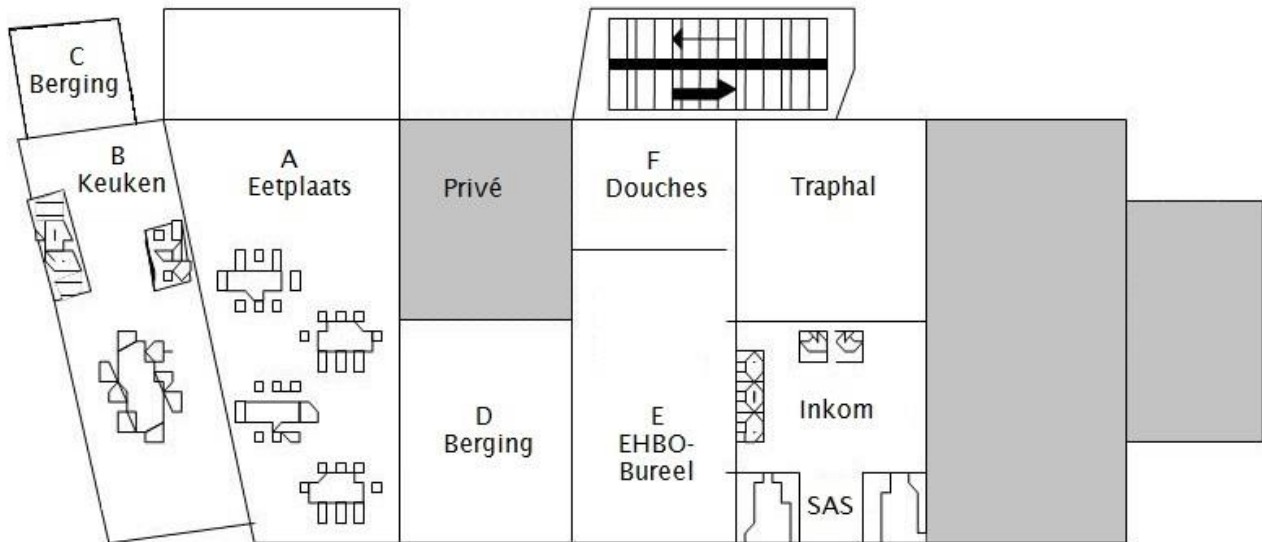 C
Berging
B
Keuken
A
Eetplaats
Privé
F
Douches
Traphal
D
Berging
E
EHBO-
Bureel
Inkom
SAS